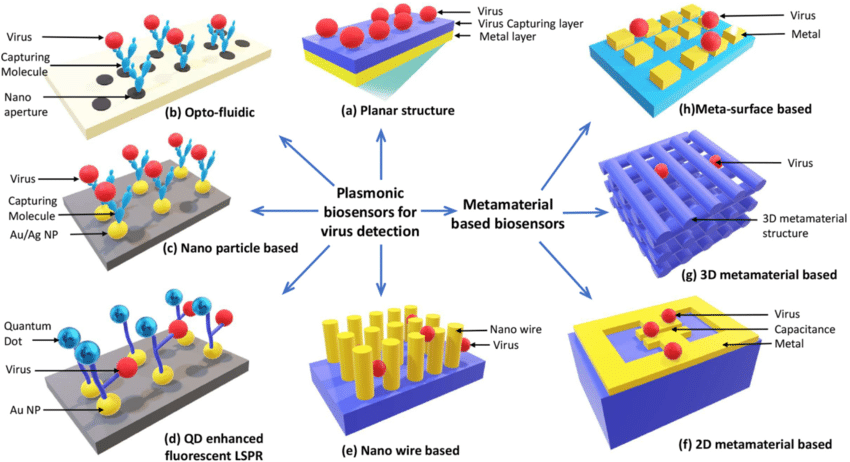 Virus
Capturing
Molecule
Nano
aperture
(b) Opto-fluidic
Virus
Virus Capturing layer
Metal layer
(a) Planar structure
Virus
Metal
(h)Meta-surface based
Virus
Capturing
Molecule
Au/Ag NP
(c) Nano particle based
Plasmonic
biosensors for
virus detection
Metamaterial
based biosensors
Virus
3D metamaterial
structure
(g) 3D metamaterial based
Quantum
Dot
Virus
Au NP
(d) QD enhanced
fluorescent LSPR
Nano wire
Virus
(e) Nano wire based
Virus
Capacitance
Metal
(f) 2D metamaterial based